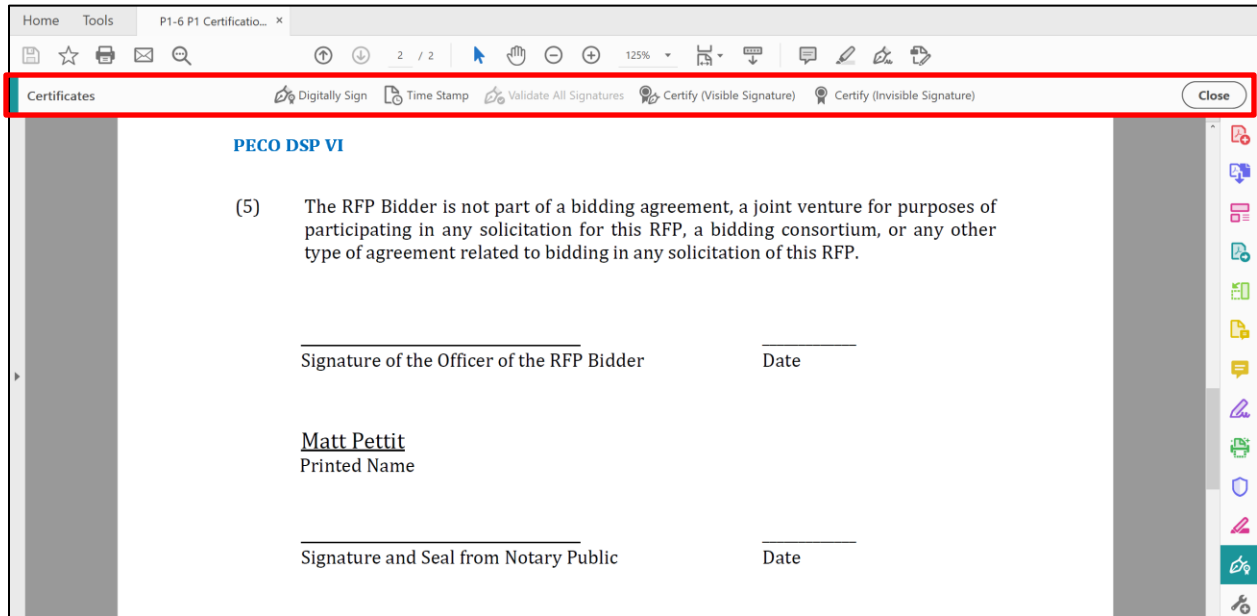 Home Tools P1-6 P1 Certificatio... ×
2 / 2 125%
Certificates Digitally Sign Time Stamp Validate All Signatures Certify (Visible Signature) Certify (Invisible Signature) Close
PECO DSP VI
(5) The RFP Bidder is not part of a bidding agreement, a joint venture for purposes of
participating in any solicitation for this RFP, a bidding consortium, or any other
type of agreement related to bidding in any solicitation of this RFP.
Signature of the Officer of the RFP Bidder Date
Matt Pettit
Printed Name
Signature and Seal from Notary Public Date